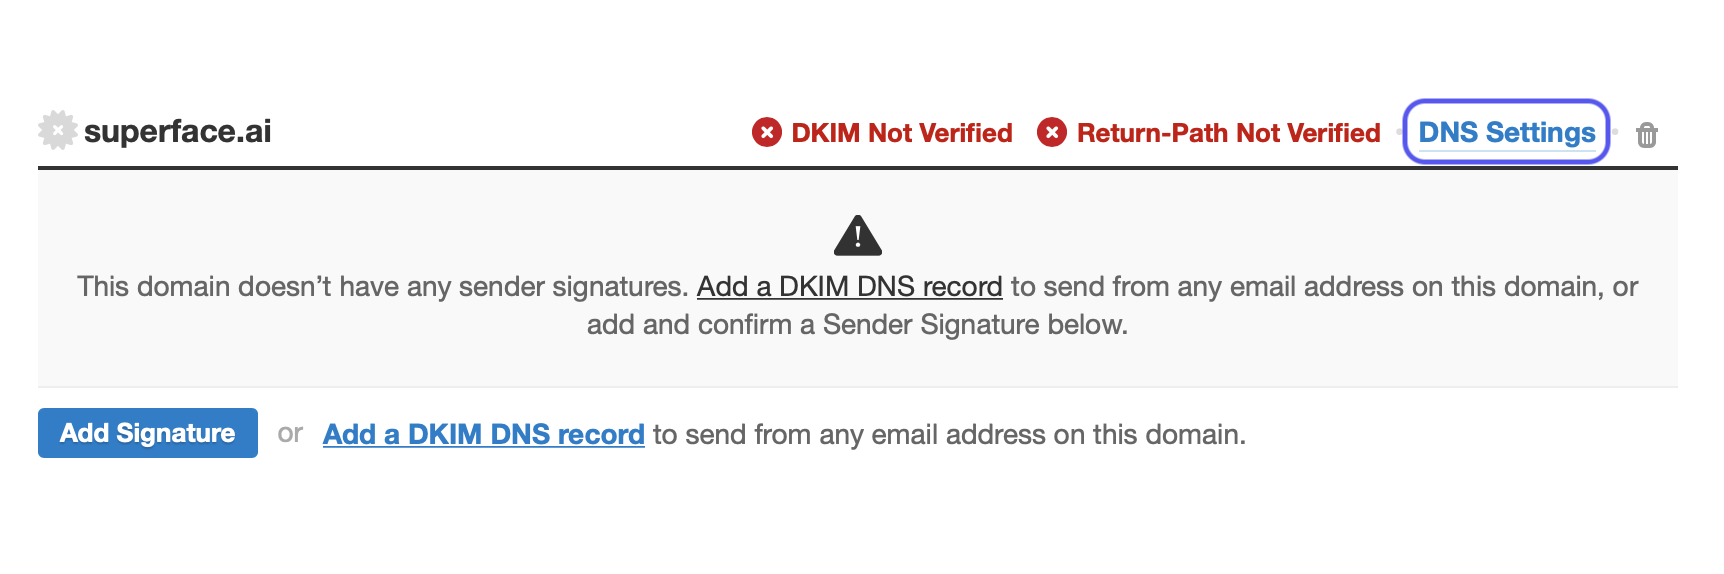 superface.ai DKIM Not Verified Return-Path Not Verified DNS Settings
This domain doesn’t have any sender signatures. Add a DKIM DNS record to send from any email address on this domain, or
add and confirm a Sender Signature below.
Add Signature or Add a DKIM DNS record to send from any email address on this domain.